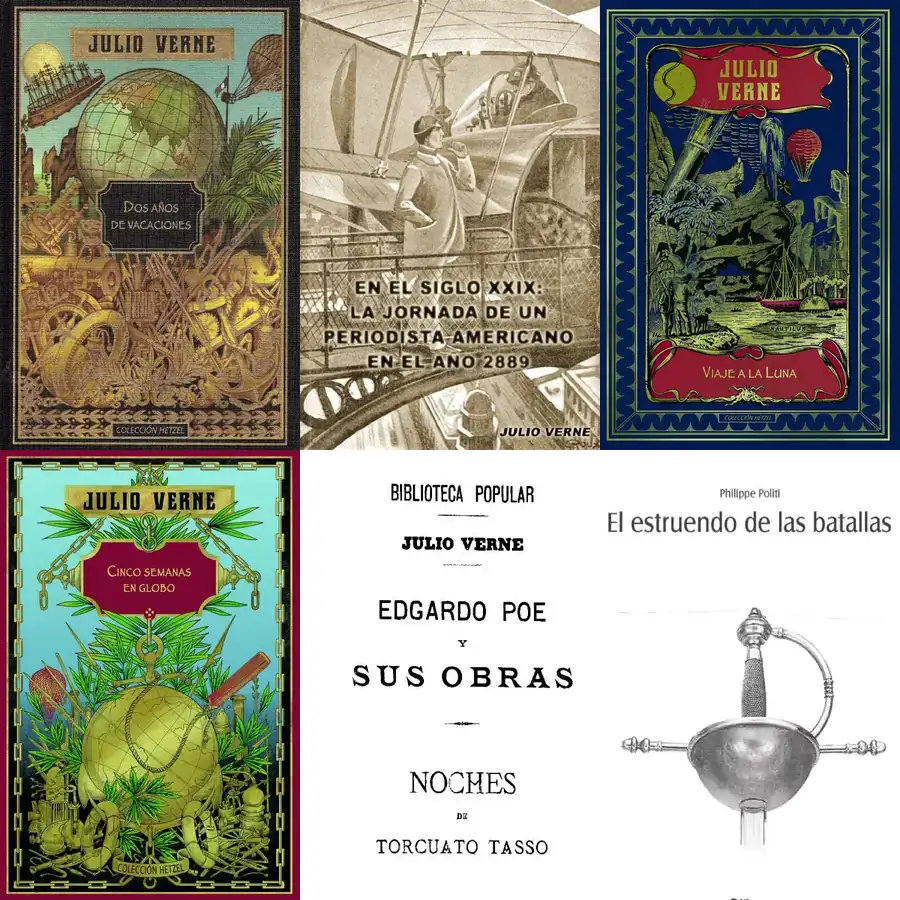 JULIO VERNE
DOS AÑOS
DE VACACIONES
COLECCIÓN HETZEL
EN EL SIGLO XXIX:
LA JORNADA DE UN
PERIODISTA AMERICANO
EN EL ANO 2889
JULIO VERNE
JULIO
VERNE
NAUTILUS
VIAJE A LA LUNA
COLECCIÓN HETZEL
JULIO VERNE
CINCO SEMANAS
EN GLOBO
COLECCIÓN HETZEL
BIBLIOTECA POPULAR
JULIO VERNE
EDGARDO POE
Y
SUS OBRAS
NOCHES
DE
TORCUATO TASSO
Philippe Politi
El estruendo de las batallas